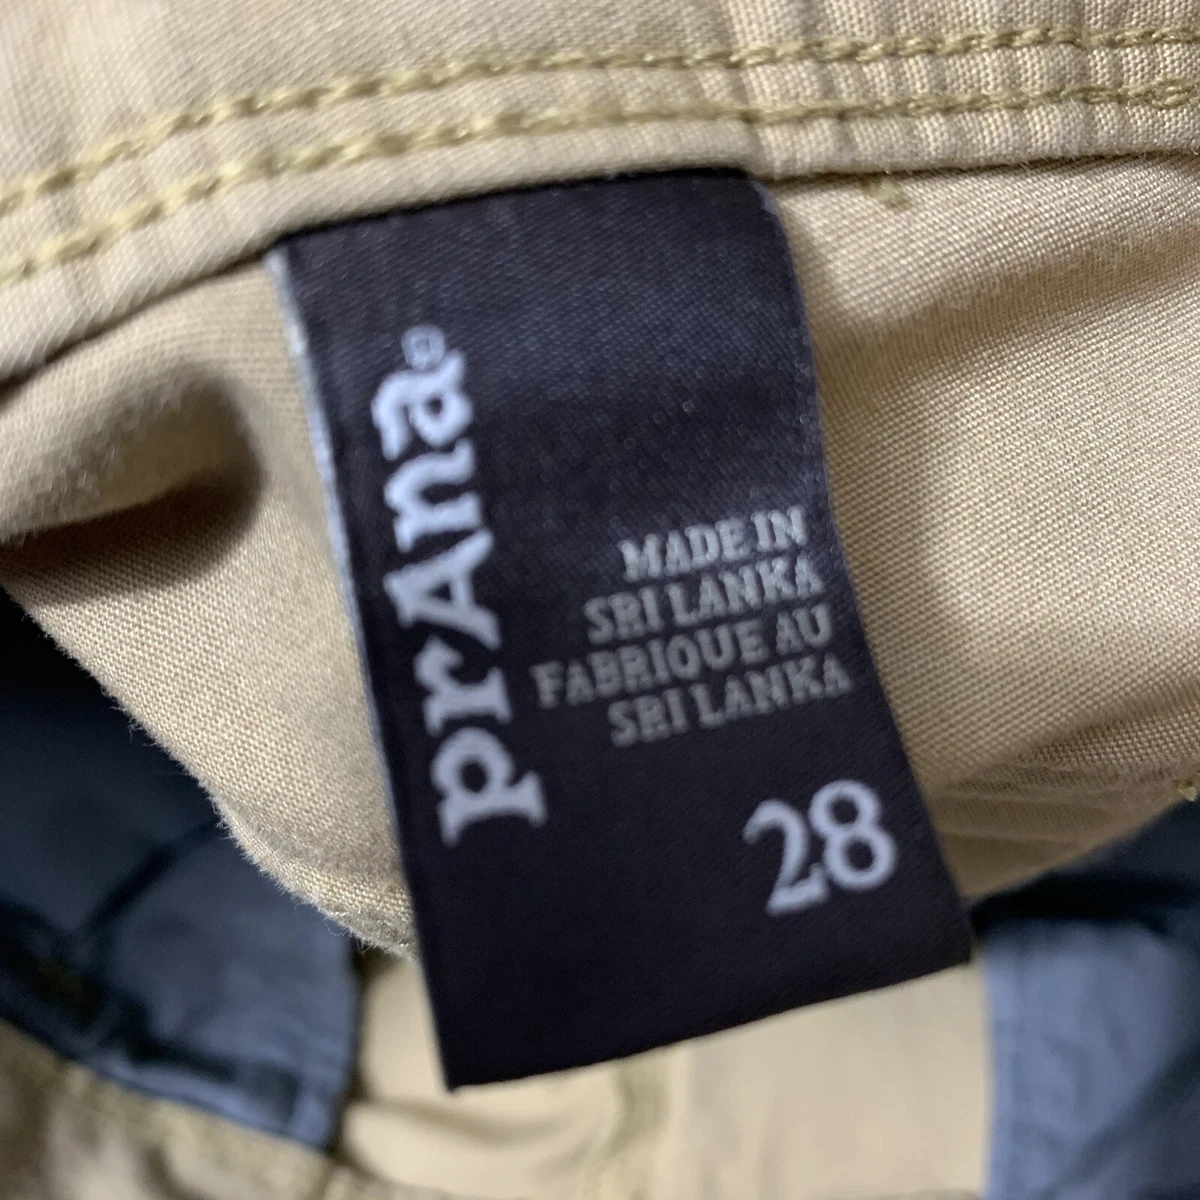 prAna®
MADE IN
SRI LANKA
FABRIQUE AU
SRI LANKA
28